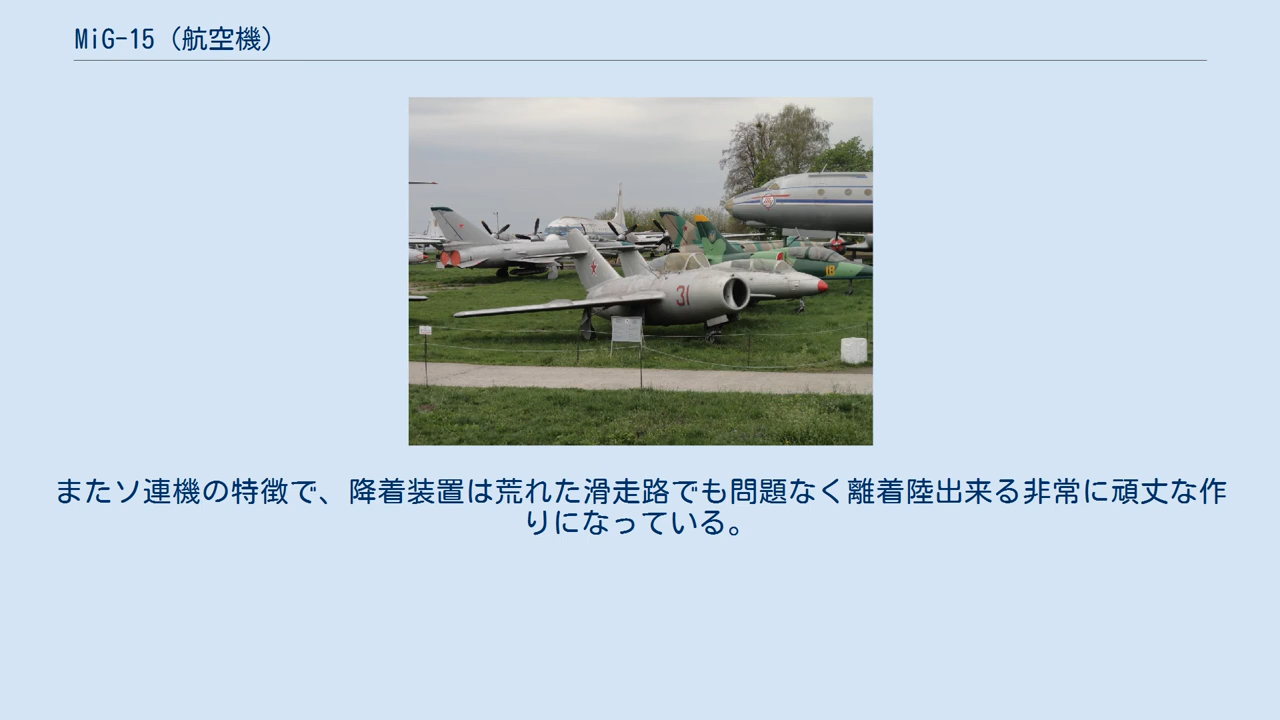 MiG-15（航空機）
31
18
またソ連機の特徴で、降着装置は荒れた滑走路でも問題なく離着陸出来る非常に頑丈な作
りになっている。